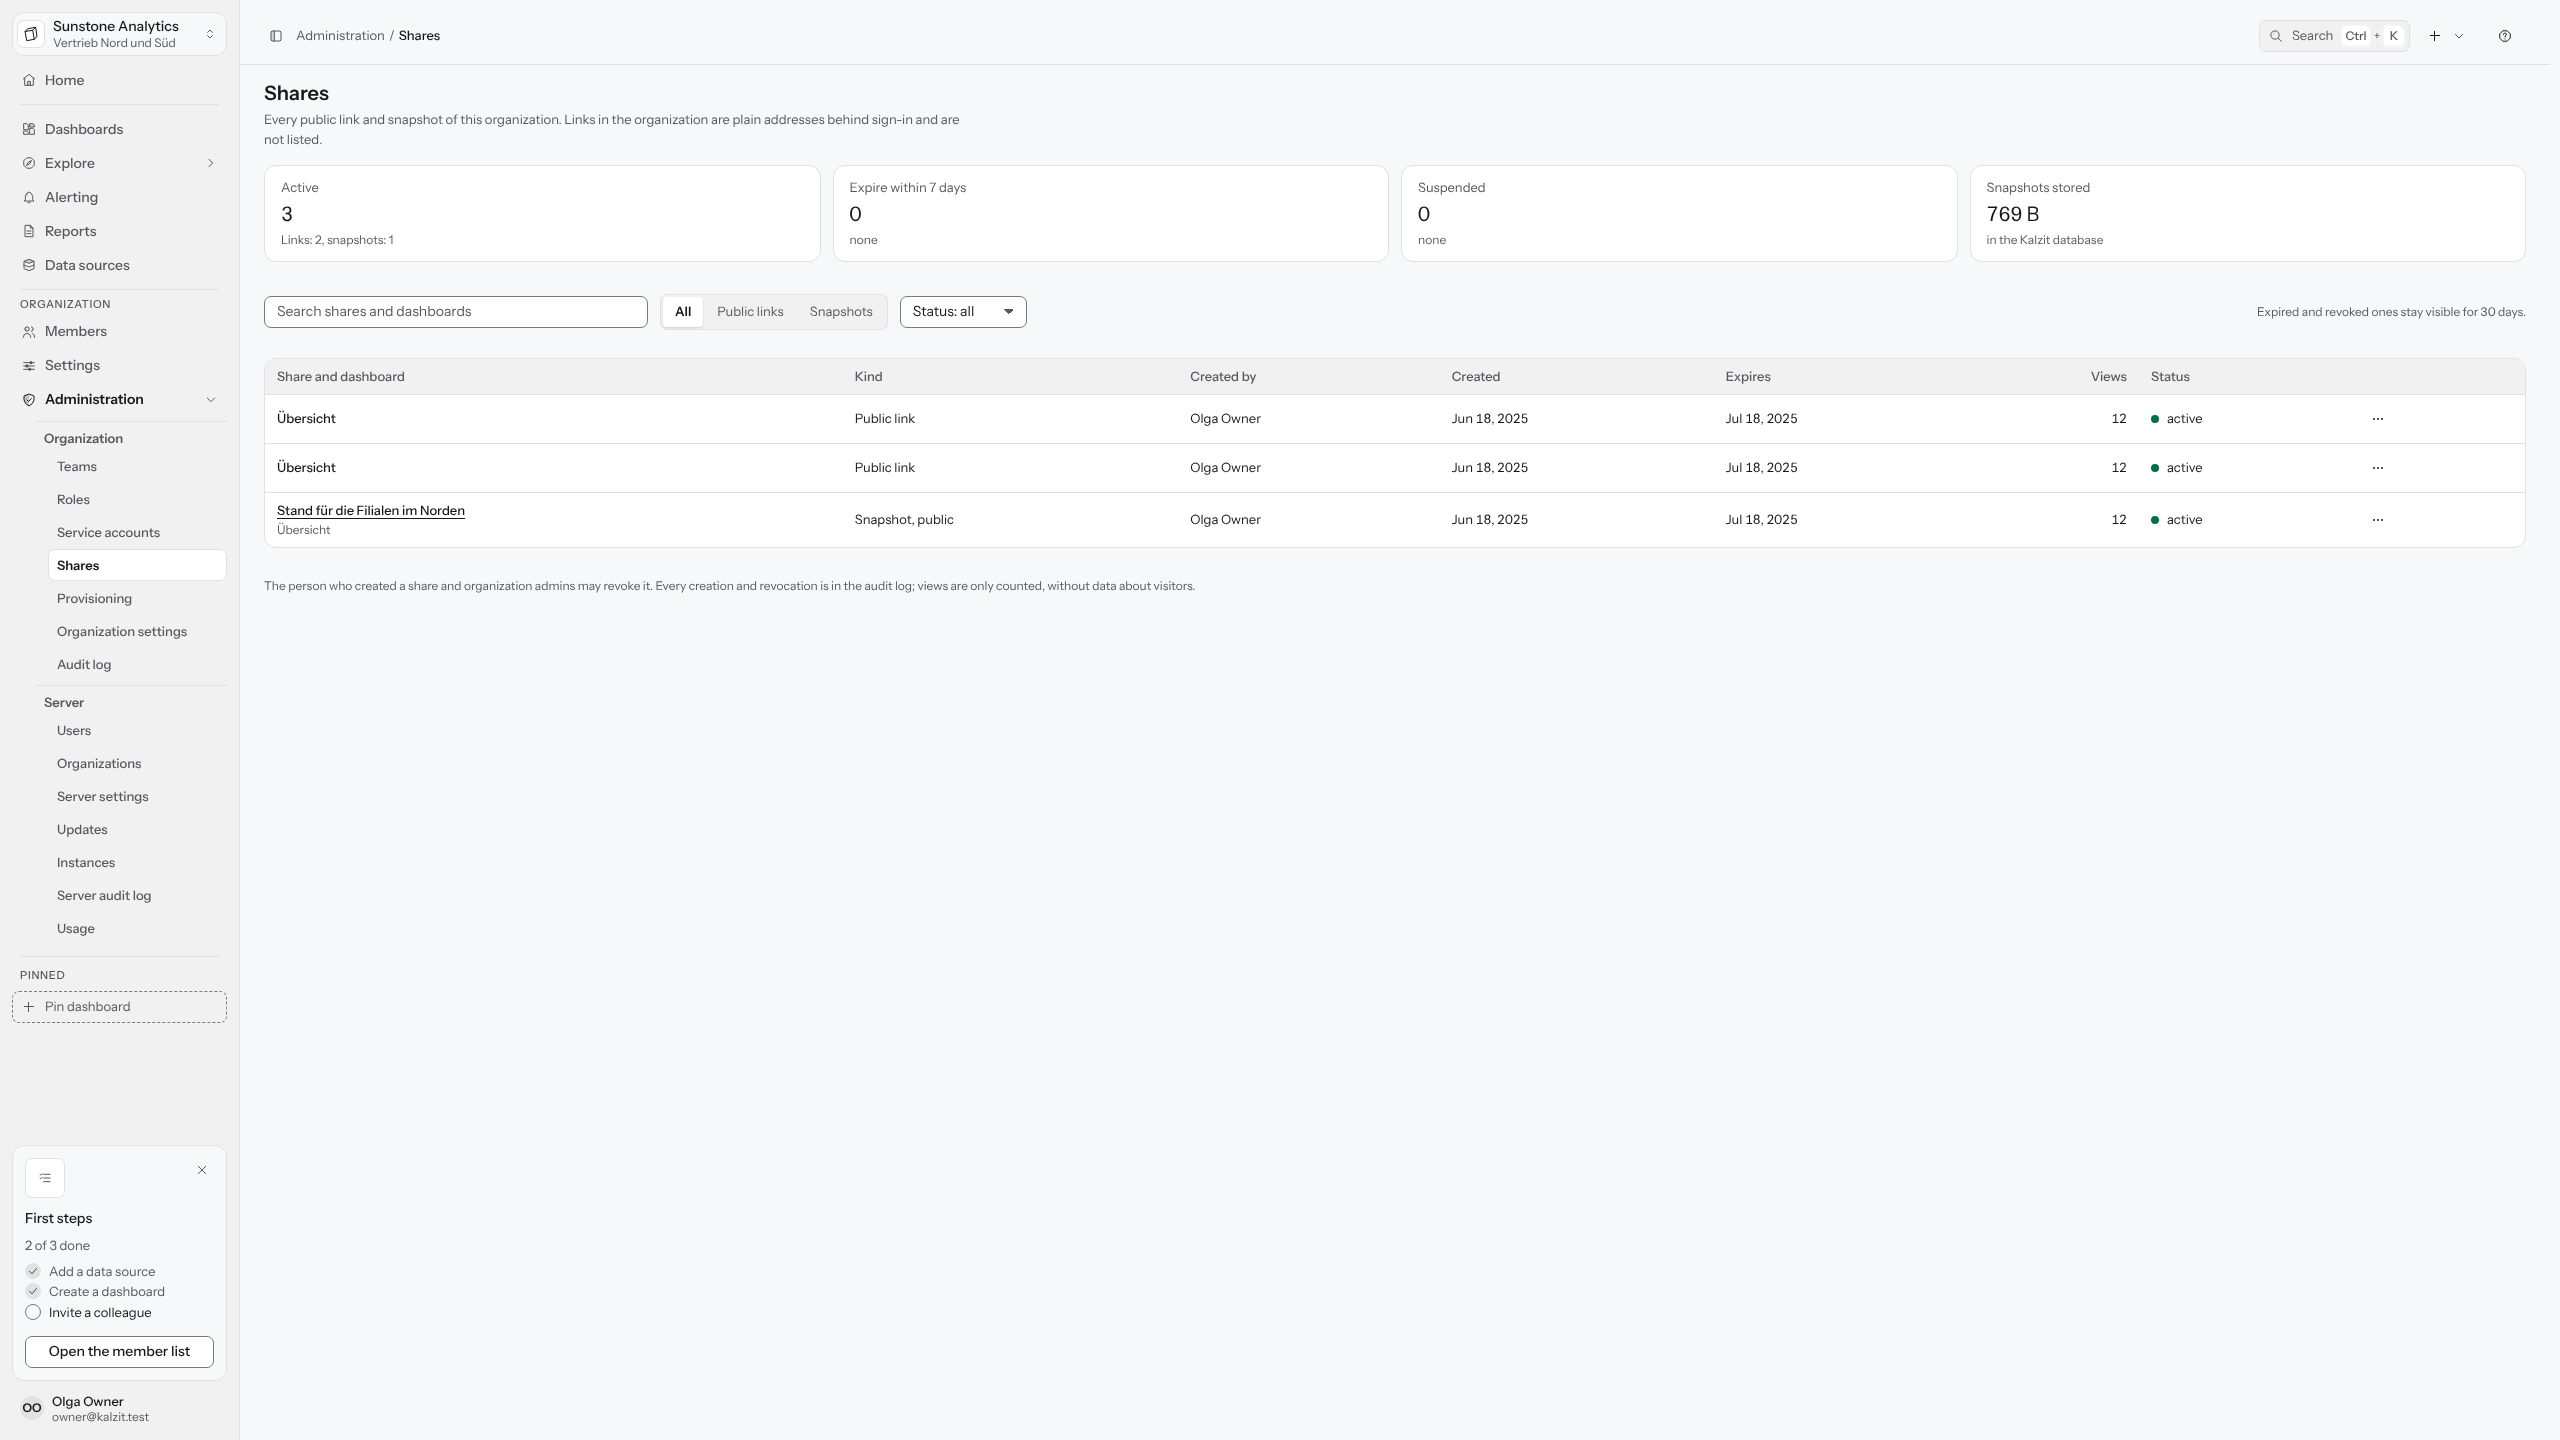 Sunstone Analytics
Vertrieb Nord und Süd
Home
Dashboards
Explore
Alerting
Reports
Data sources
ORGANIZATION
Members
Settings
Administration
Organization
Teams
Roles
Service accounts
Shares
Provisioning
Organization settings
Audit log
Server
Users
Organizations
Server settings
Updates
Instances
Server audit log
Usage
PINNED
Pin dashboard
First steps
2 of 3 done
Add a data source
Create a dashboard
Invite a colleague
Open the member list
OO
Olga Owner
owner@kalzit.test
Administration / Shares
Search Ctrl + K
Shares
Every public link and snapshot of this organization. Links in the organization are plain addresses behind sign-in and are
not listed.
Active
3
Links: 2, snapshots: 1
Expire within 7 days
0
none
Suspended
0
none
Snapshots stored
769 B
in the Kalzit database
Search shares and dashboards
All Public links Snapshots
Status: all
Expired and revoked ones stay visible for 30 days.
Share and dashboard Kind Created by Created Expires Views Status
Übersicht Public link Olga Owner Jun 18, 2025 Jul 18, 2025 12 active
Übersicht Public link Olga Owner Jun 18, 2025 Jul 18, 2025 12 active
Stand für die Filialen im Norden
Übersicht
Snapshot, public Olga Owner Jun 18, 2025 Jul 18, 2025 12 active
The person who created a share and organization admins may revoke it. Every creation and revocation is in the audit log; views are only counted, without data about visitors.